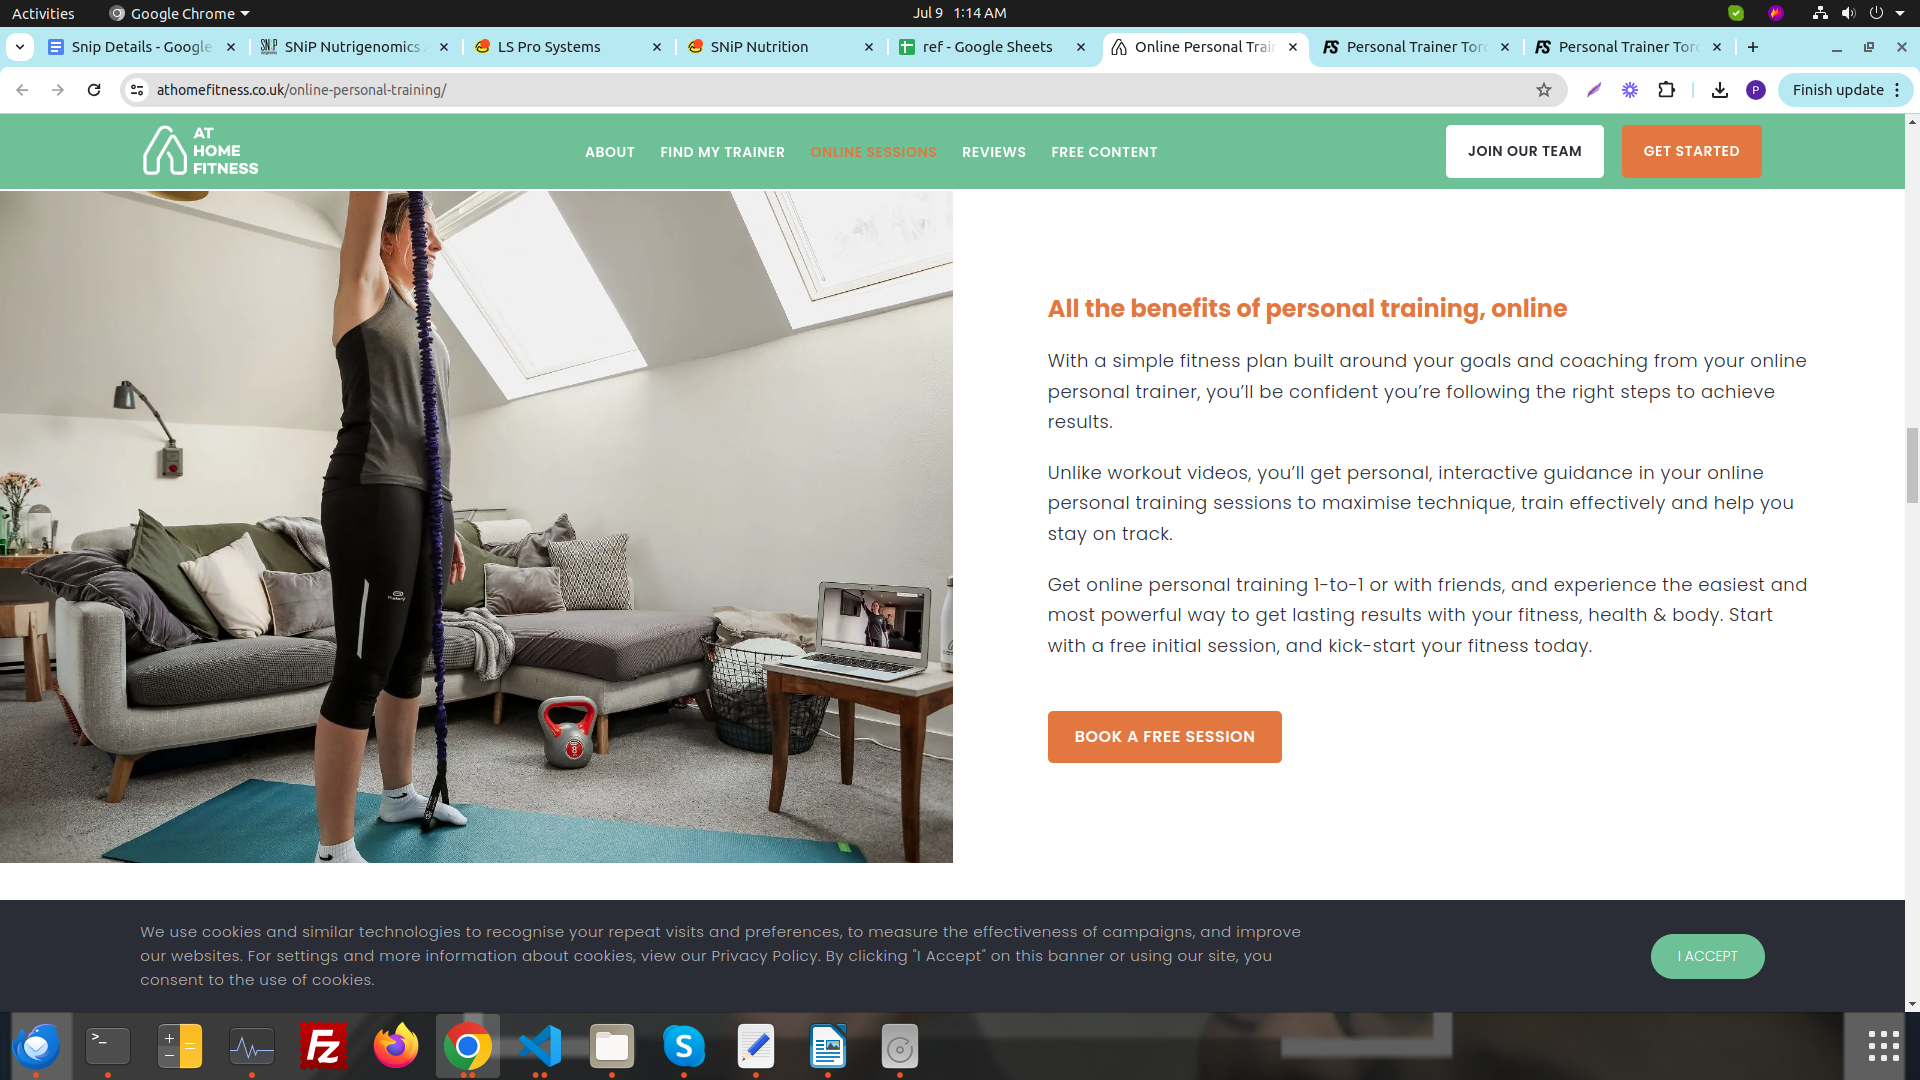 Activities
Google Chrome
Jul 9 1:14 AM
Snip Details - Google
SNiP Nutrigenomics
LS Pro Systems
SNiP Nutrition
ref - Google Sheets
Online Personal Train
Personal Trainer Toro
Personal Trainer Toro
athomefitness.co.uk/online-personal-training/
P
Finish update
AT
HOME
FITNESS
ABOUT
FIND MY TRAINER
ONLINE SESSIONS
REVIEWS
FREE CONTENT
JOIN OUR TEAM
GET STARTED
All the benefits of personal training, online
With a simple fitness plan built around your goals and coaching from your online
personal trainer, you’ll be confident you’re following the right steps to achieve
results.
Unlike workout videos, you’ll get personal, interactive guidance in your online
personal training sessions to maximise technique, train effectively and help you
stay on track.
Get online personal training 1-to-1 or with friends, and experience the easiest and
most powerful way to get lasting results with your fitness, health & body. Start
with a free initial session, and kick-start your fitness today.
BOOK A FREE SESSION
We use cookies and similar technologies to recognise your repeat visits and preferences, to measure the effectiveness of campaigns, and improve
our websites. For settings and more information about cookies, view our Privacy Policy. By clicking "I Accept" on this banner or using our site, you
consent to the use of cookies.
I ACCEPT